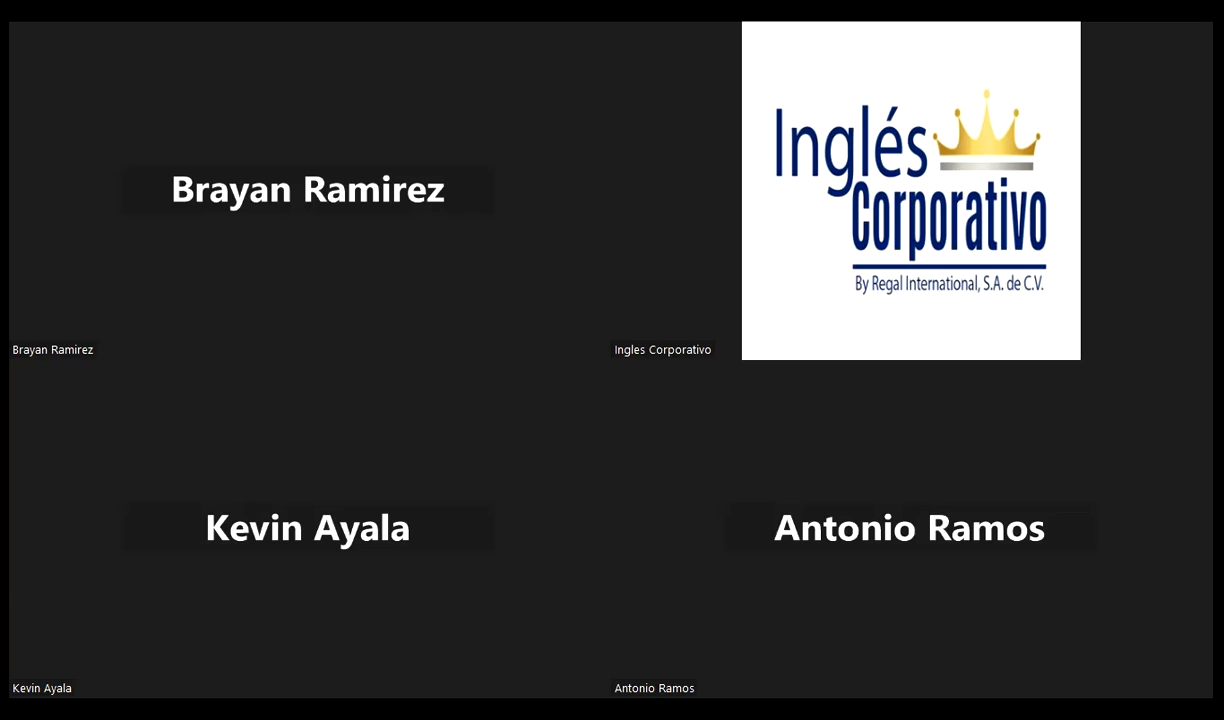 Brayan Ramirez
Brayan Ramirez
Inglés
Corporativo
By Regal International, S.A. de C.V.
Ingles Corporativo
Kevin Ayala
Kevin Ayala
Antonio Ramos
Antonio Ramos